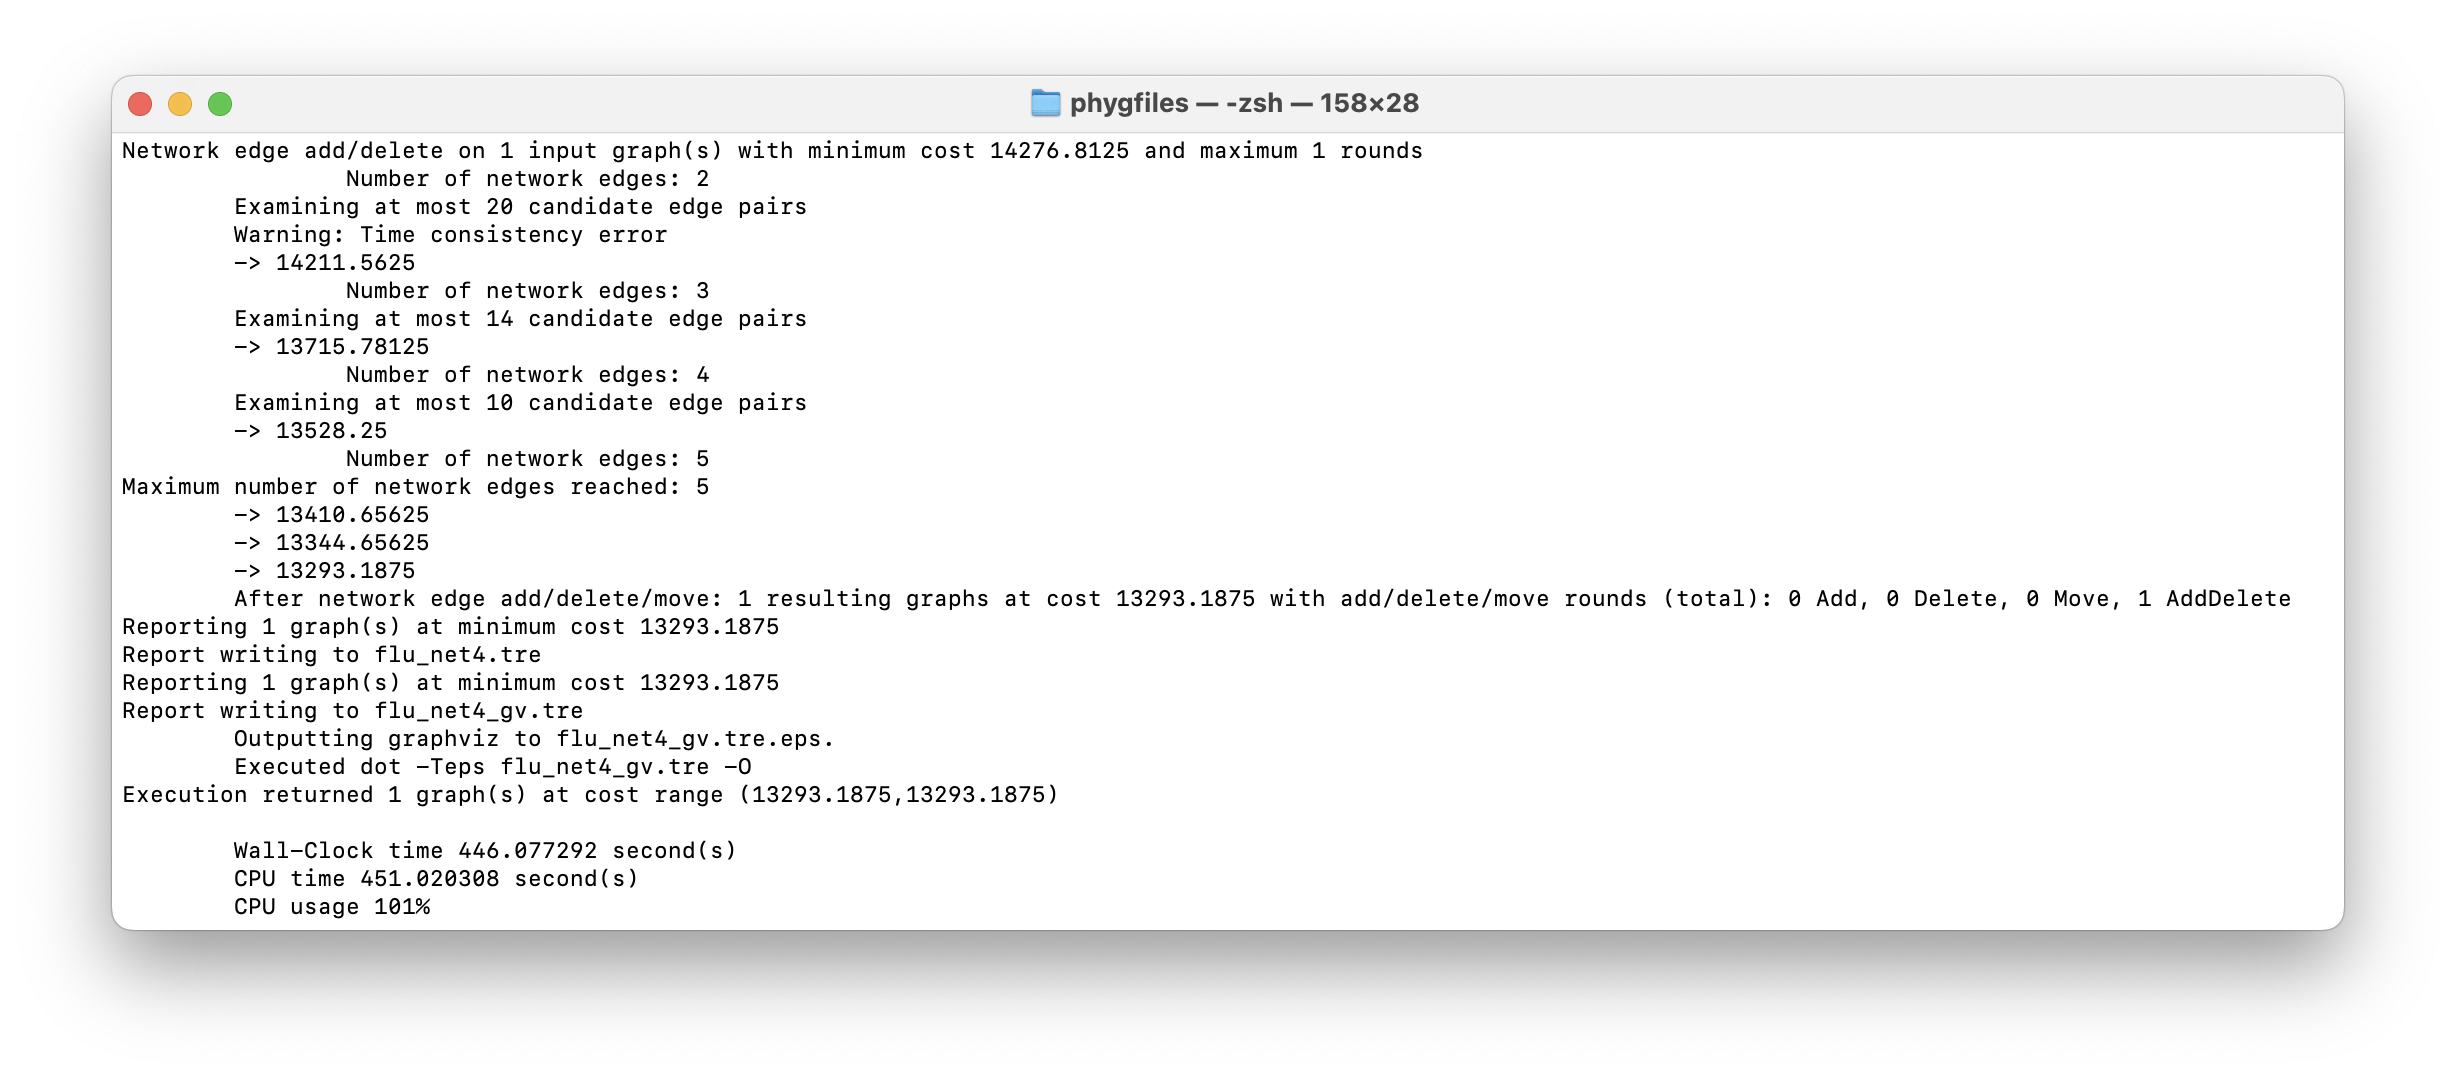 phygfiles — -zsh — 158×28
Network edge add/delete on 1 input graph(s) with minimum cost 14276.8125 and maximum 1 rounds
Number of network edges: 2
Examining at most 20 candidate edge pairs
Warning: Time consistency error
-> 14211.5625
Number of network edges: 3
Examining at most 14 candidate edge pairs
-> 13715.78125
Number of network edges: 4
Examining at most 10 candidate edge pairs
-> 13528.25
Number of network edges: 5
Maximum number of network edges reached: 5
-> 13410.65625
-> 13344.65625
-> 13293.1875
After network edge add/delete/move: 1 resulting graphs at cost 13293.1875 with add/delete/move rounds (total): 0 Add, 0 Delete, 0 Move, 1 AddDelete
Reporting 1 graph(s) at minimum cost 13293.1875
Report writing to flu_net4.tre
Reporting 1 graph(s) at minimum cost 13293.1875
Report writing to flu_net4_gv.tre
Outputting graphviz to flu_net4_gv.tre.eps.
Executed dot -Teps flu_net4_gv.tre -O
Execution returned 1 graph(s) at cost range (13293.1875,13293.1875)
Wall-Clock time 446.077292 second(s)
CPU time 451.020308 second(s)
CPU usage 101%